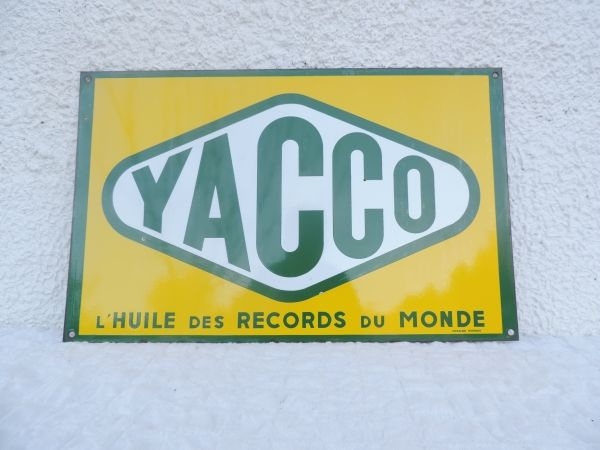 YACCO
L'HUILE DES RECORDS DU MONDE